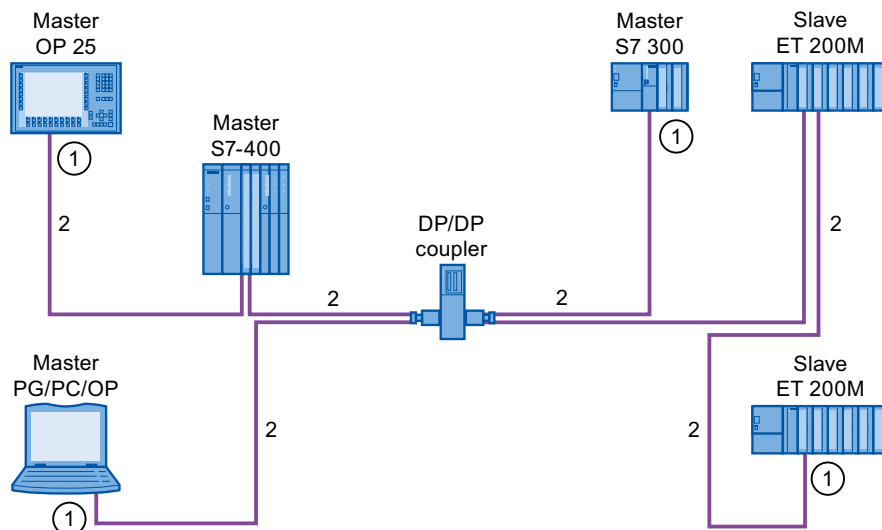 Master
OP 25
1
2
Master
S7-400
2
DP/DP
coupler
Master
S7 300
1
2
Slave
ET 200M
Master
PG/PC/OP
1
2
2
Slave
ET 200M
1